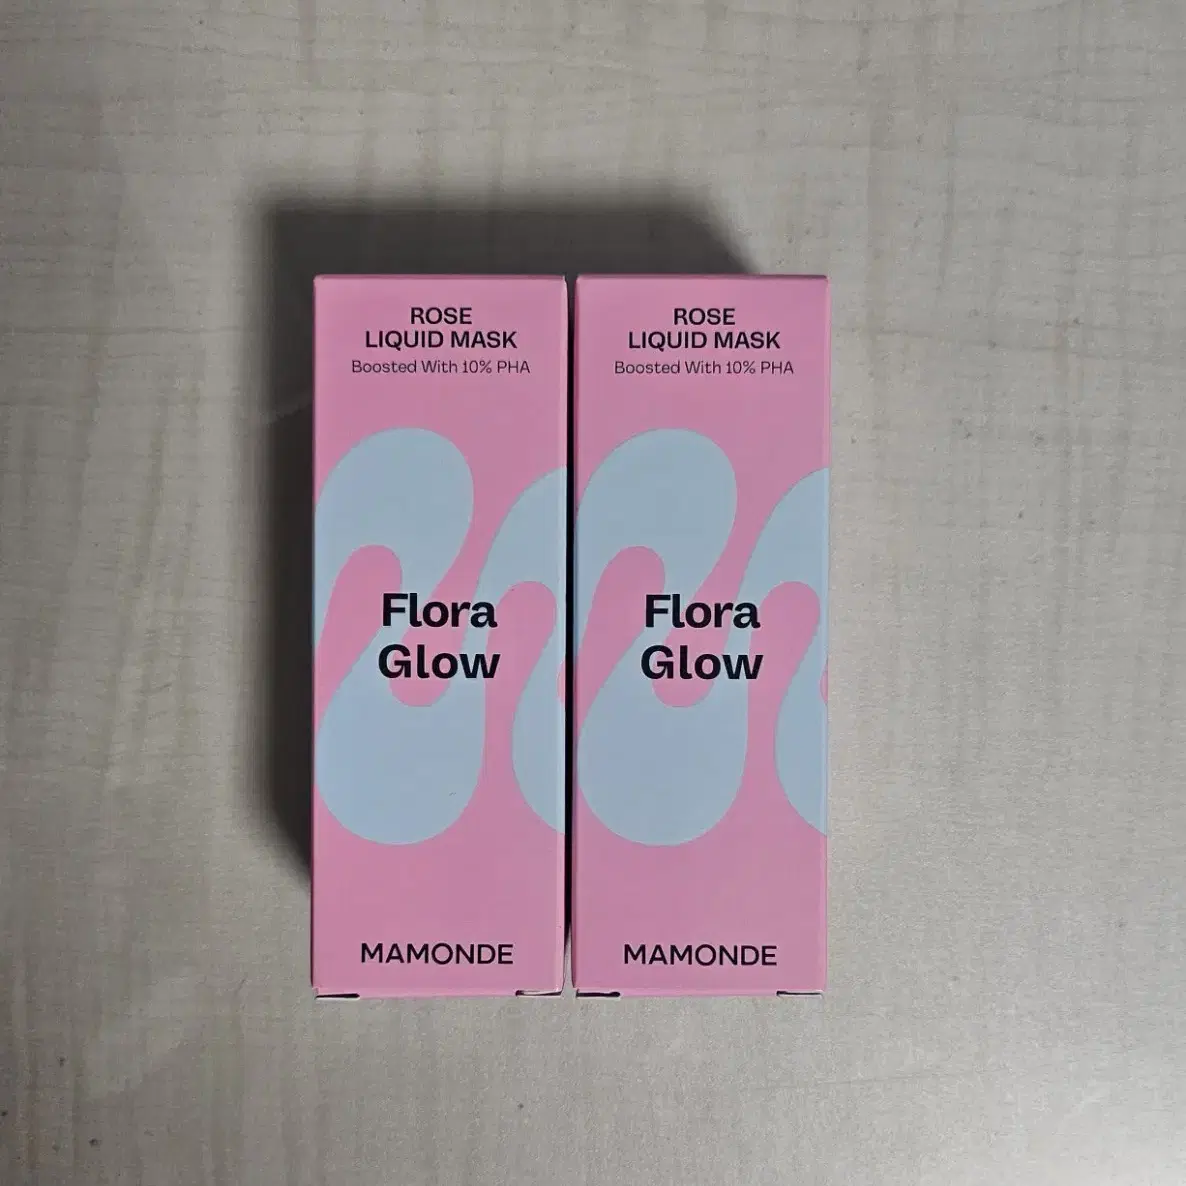 ROSE
LIQUID MASK
Boosted With 10% PHA
Flora
Glow
MAMONDE
ROSE
LIQUID MASK
Boosted With 10% PHA
Flora
Glow
MAMONDE